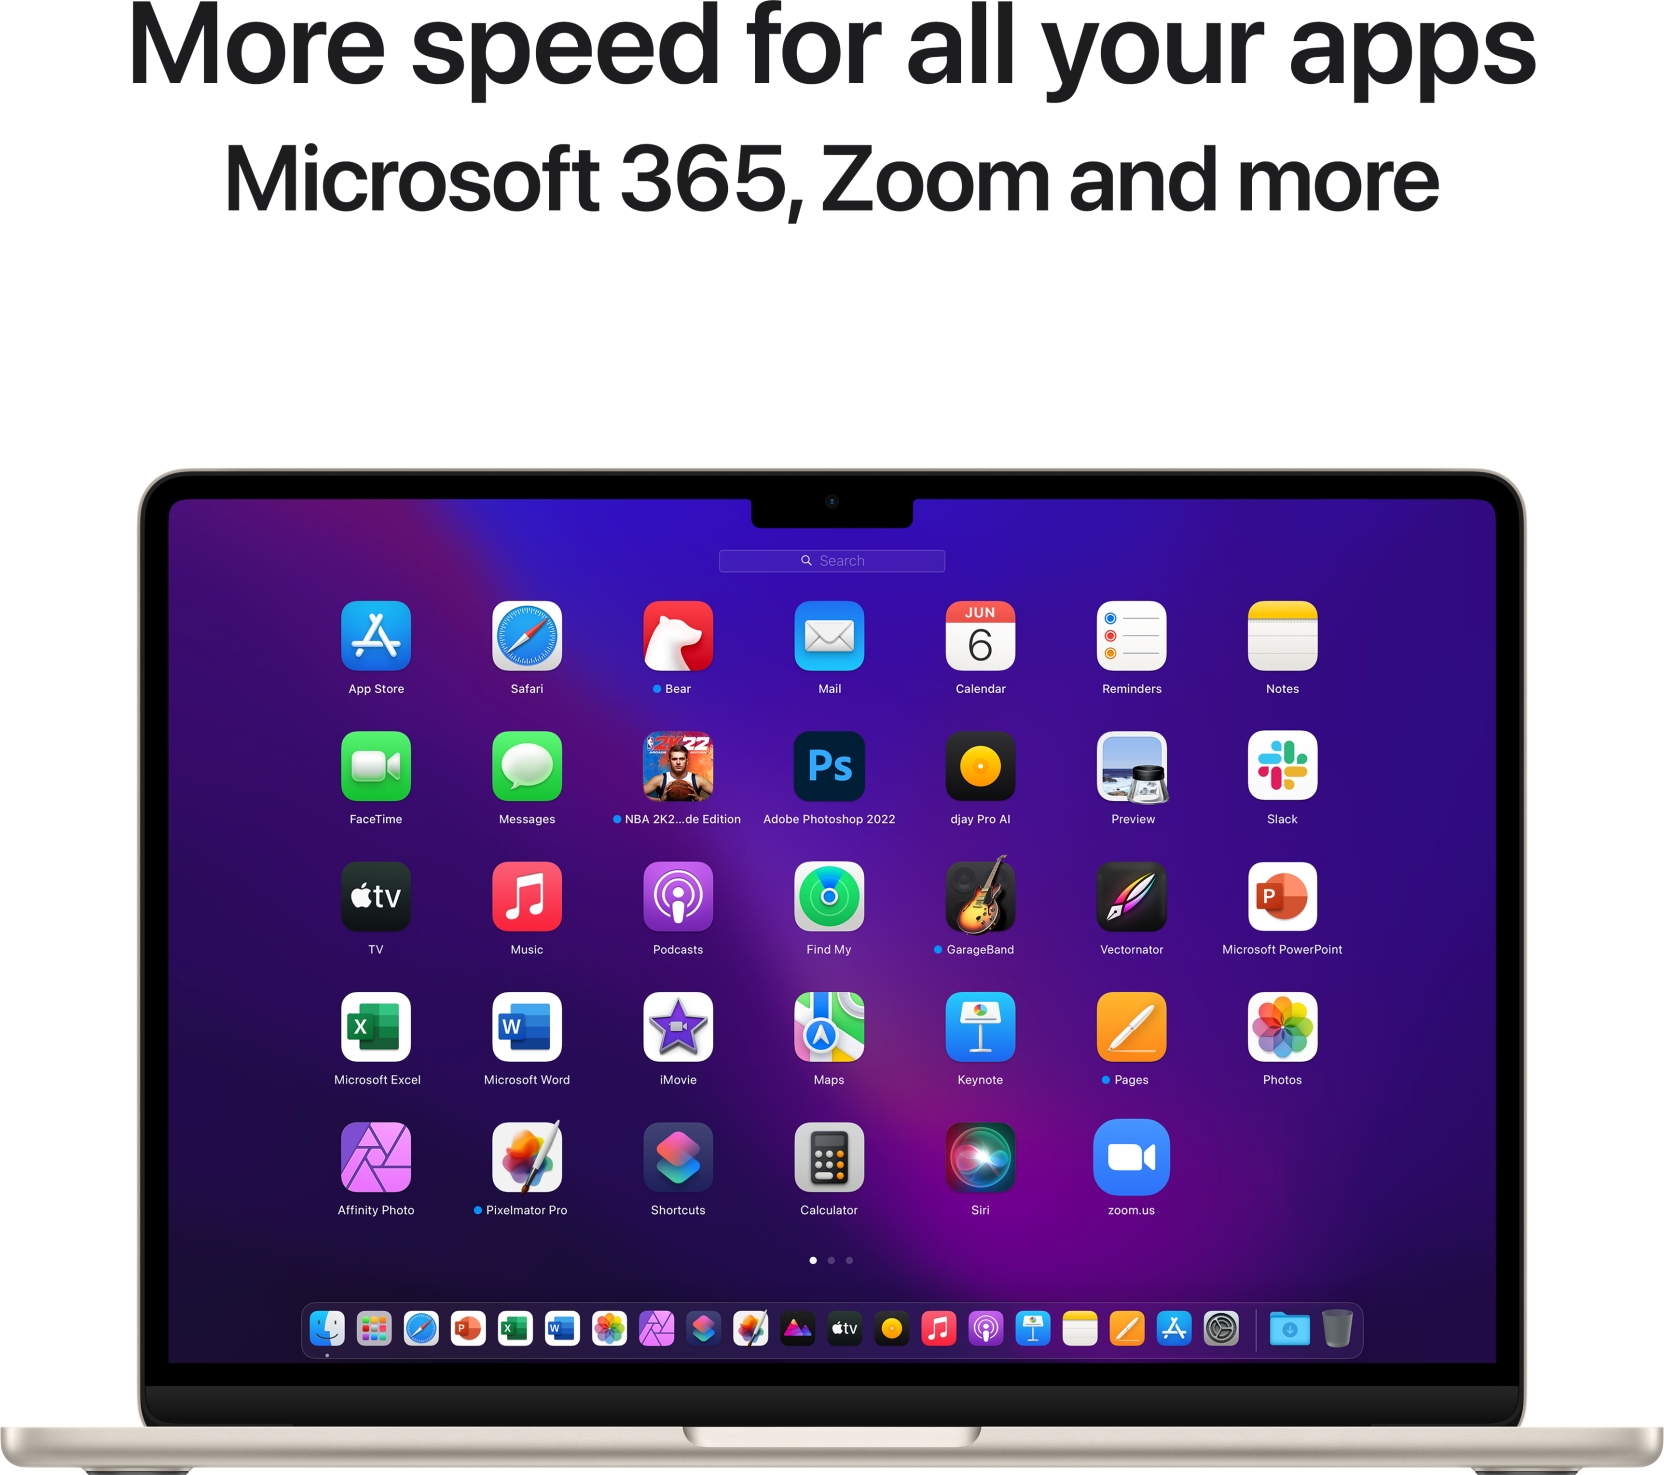 More speed for all your apps
Microsoft 365, Zoom and more
Search
JUN
6
App Store
Safari
Bear
Mail
Calendar
Reminders
Notes
2K22
Ps
FaceTime
Messages
NBA 2K2...de Edition
Adobe Photoshop 2022
djay Pro AI
Preview
Slack
tv
P
TV
Music
Podcasts
Find My
GarageBand
Vectornator
Microsoft PowerPoint
X
W
Microsoft Excel
Microsoft Word
iMovie
Maps
Keynote
Pages
Photos
Affinity Photo
Pixelmator Pro
Shortcuts
Calculator
Siri
zoom.us
P
X
W
tv